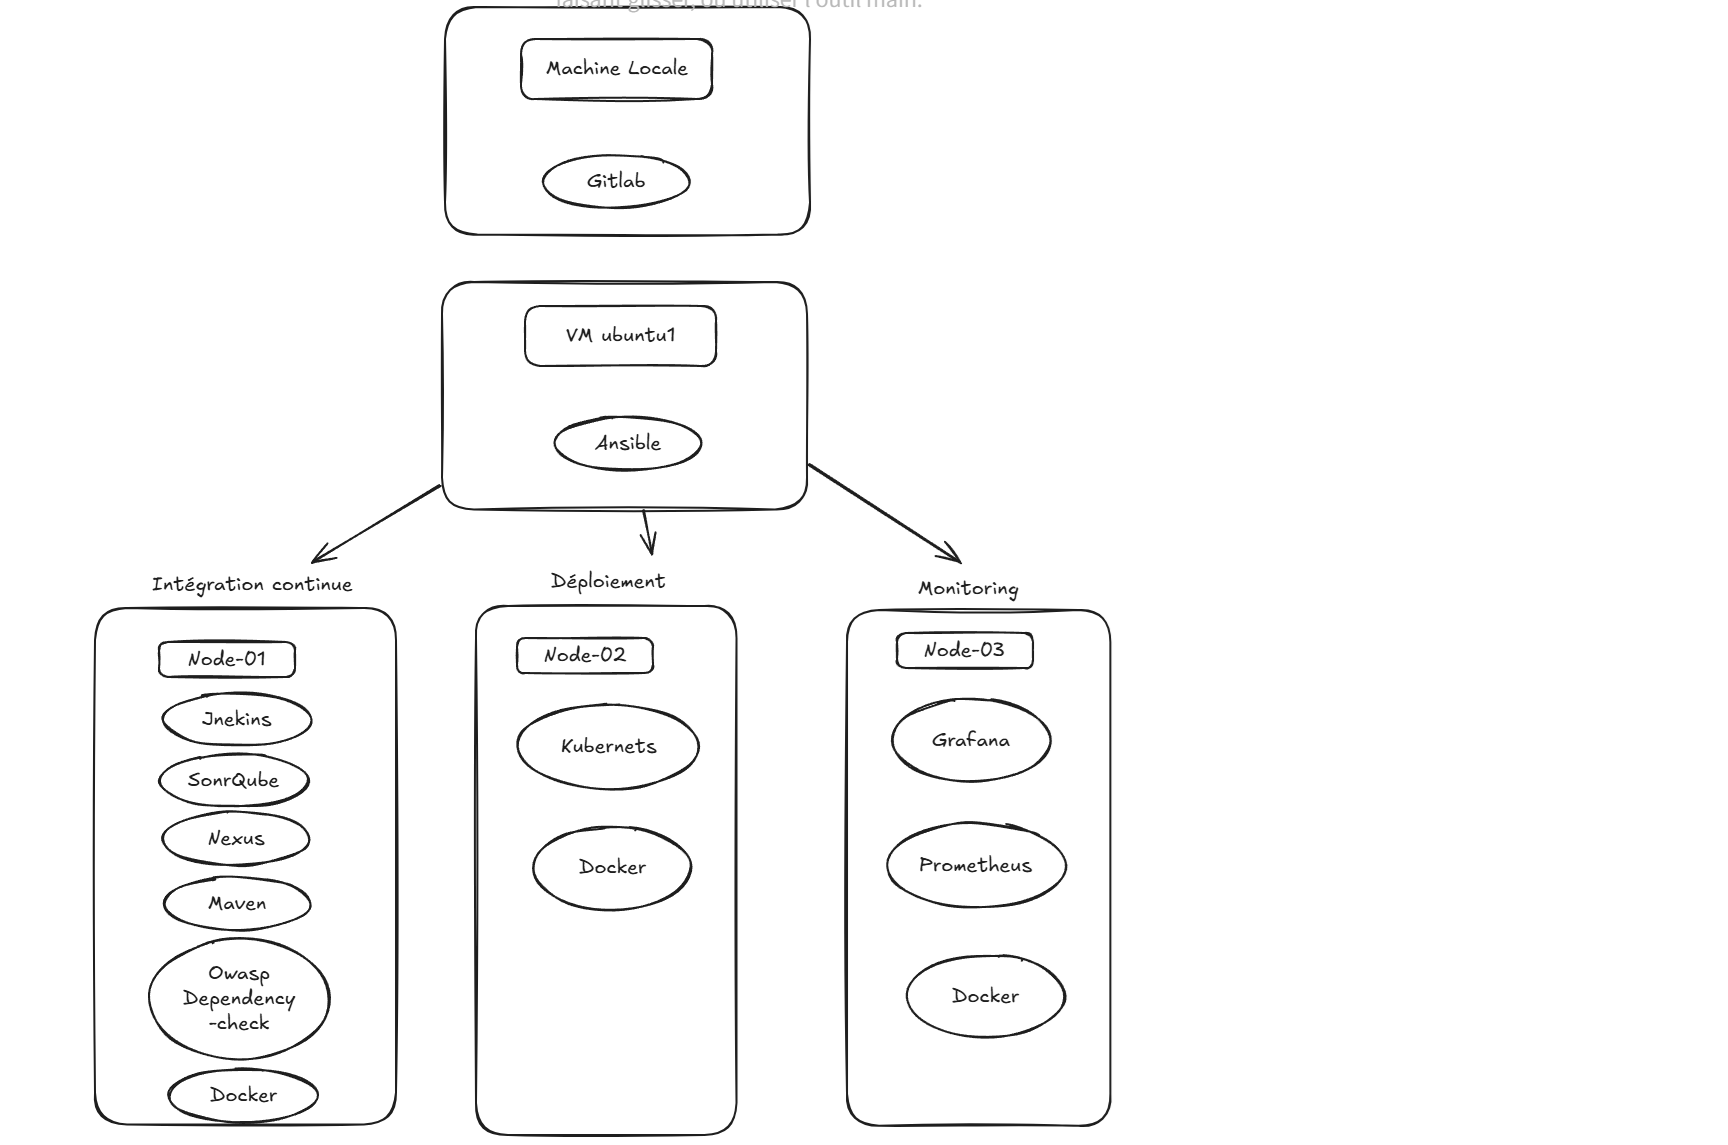 faisant glisser, ou utiliser l'outil main.
Machine Locale
Gitlab
VM ubuntu1
Ansible
Intégration continue
Déploiement
Monitoring
Node-01
Jnekins
SonrQube
Nexus
Maven
Owasp
Dependency
-check
Docker
Node-02
Kubernets
Docker
Node-03
Grafana
Prometheus
Docker